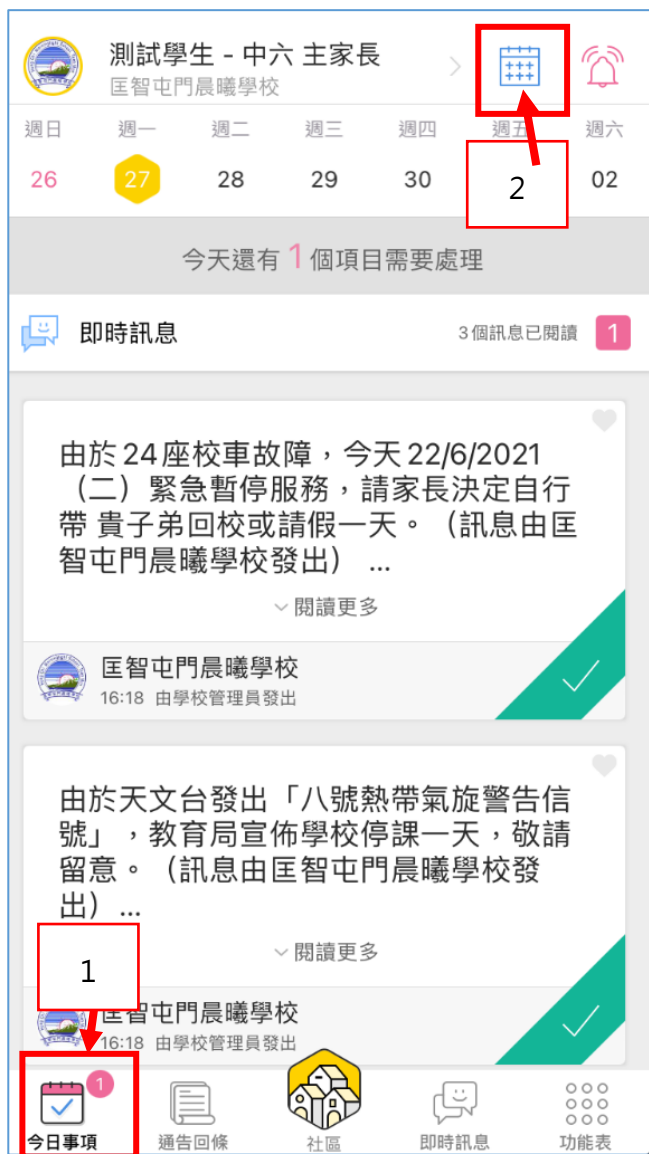 測試學生 - 中六 主家長
匡智屯門晨曦學校
週日 週一 週二 週三 週四 週五 週六
26 27 28 29 30 02
2
今天還有 1 個項目需要處理
即時訊息 3個訊息已閱讀 1
由於24座校車故障,今天22/6/2021
(二)緊急暫停服務,請家長決定自行
帶 貴子弟回校或請假一天。(訊息由匡
智屯門晨曦學校發出) ...
閱讀更多
匡智屯門晨曦學校
16:18 由學校管理員發出
由於天文台發出「八號熱帶氣旋警告信
號」,教育局宣佈學校停課一天,敬請
留意。(訊息由匡智屯門晨曦學校發
出) ...
閱讀更多
1
匡智屯門晨曦學校
16:18 由學校管理員發出
1
今日事項 通告回條 社區 即時訊息 功能表